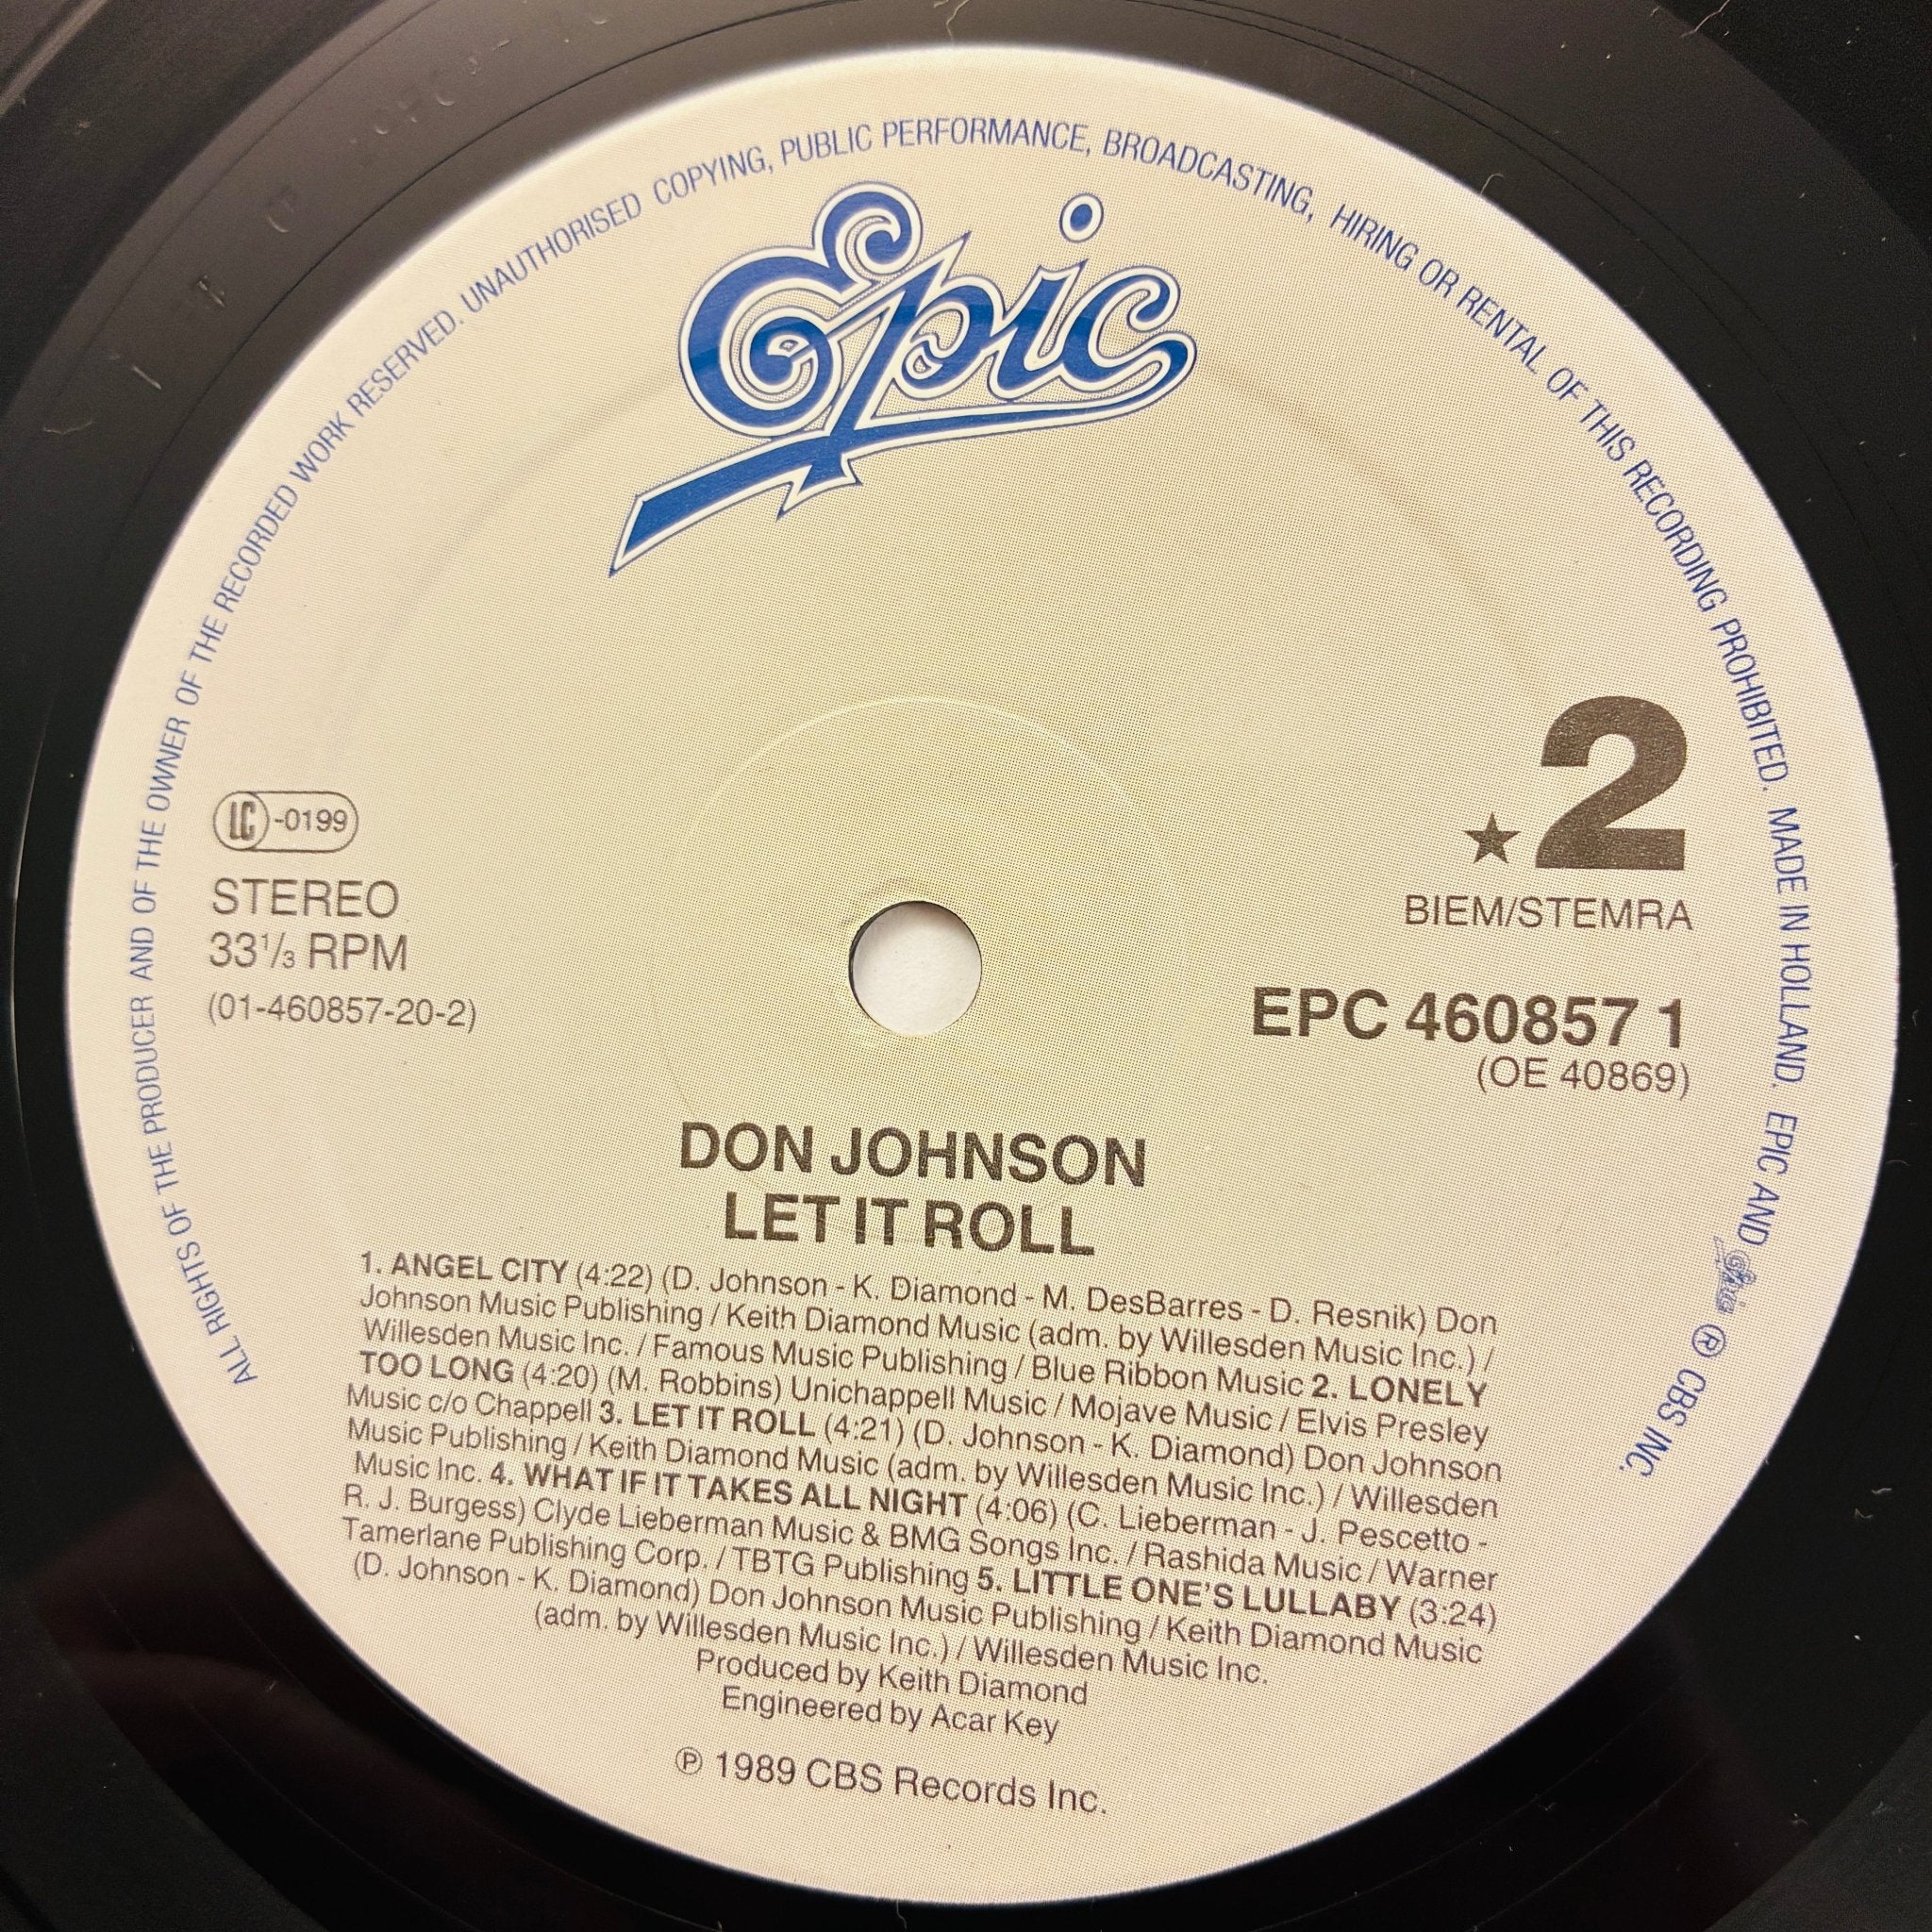 ALL RIGHTS OF THE PRODUCER AND OF THE OWNER OF THE RECORDED WORK RESERVED. UNAUTHORISED COPYING, PUBLIC PERFORMANCE, BROADCASTING, HIRING OR RENTAL OF THIS RECORDING PROHIBITED. MADE IN HOLLAND. EPIC AND Epic ® CBS INC.
Epic
★2
BIEM/STEMRA
LC-0199
STEREO
33⅓ RPM
(01-460857-20-2)
EPC 460857 1
(OE 40869)
DON JOHNSON
LET IT ROLL
1. ANGEL CITY (4:22) (D. Johnson - K. Diamond - M. DesBarres - D. Resnik) Don
Johnson Music Publishing / Keith Diamond Music (adm. by Willesden Music Inc.) /
Willesden Music Inc. / Famous Music Publishing / Blue Ribbon Music 2. LONELY
TOO LONG (4:20) (M. Robbins) Unichappell Music / Mojave Music / Elvis Presley
Music c/o Chappell 3. LET IT ROLL (4:21) (D. Johnson - K. Diamond) Don Johnson
Music Publishing / Keith Diamond Music (adm. by Willesden Music Inc.) / Willesden
Music Inc. 4. WHAT IF IT TAKES ALL NIGHT (4:06) (C. Lieberman - J. Pescetto -
R. J. Burgess) Clyde Lieberman Music & BMG Songs Inc. / Rashida Music / Warner
Tamerlane Publishing Corp. / TBTG Publishing 5. LITTLE ONE'S LULLABY (3:24)
(D. Johnson - K. Diamond) Don Johnson Music Publishing / Keith Diamond Music
(adm. by Willesden Music Inc.) / Willesden Music Inc.
Produced by Keith Diamond
Engineered by Acar Key
℗ 1989 CBS Records Inc.